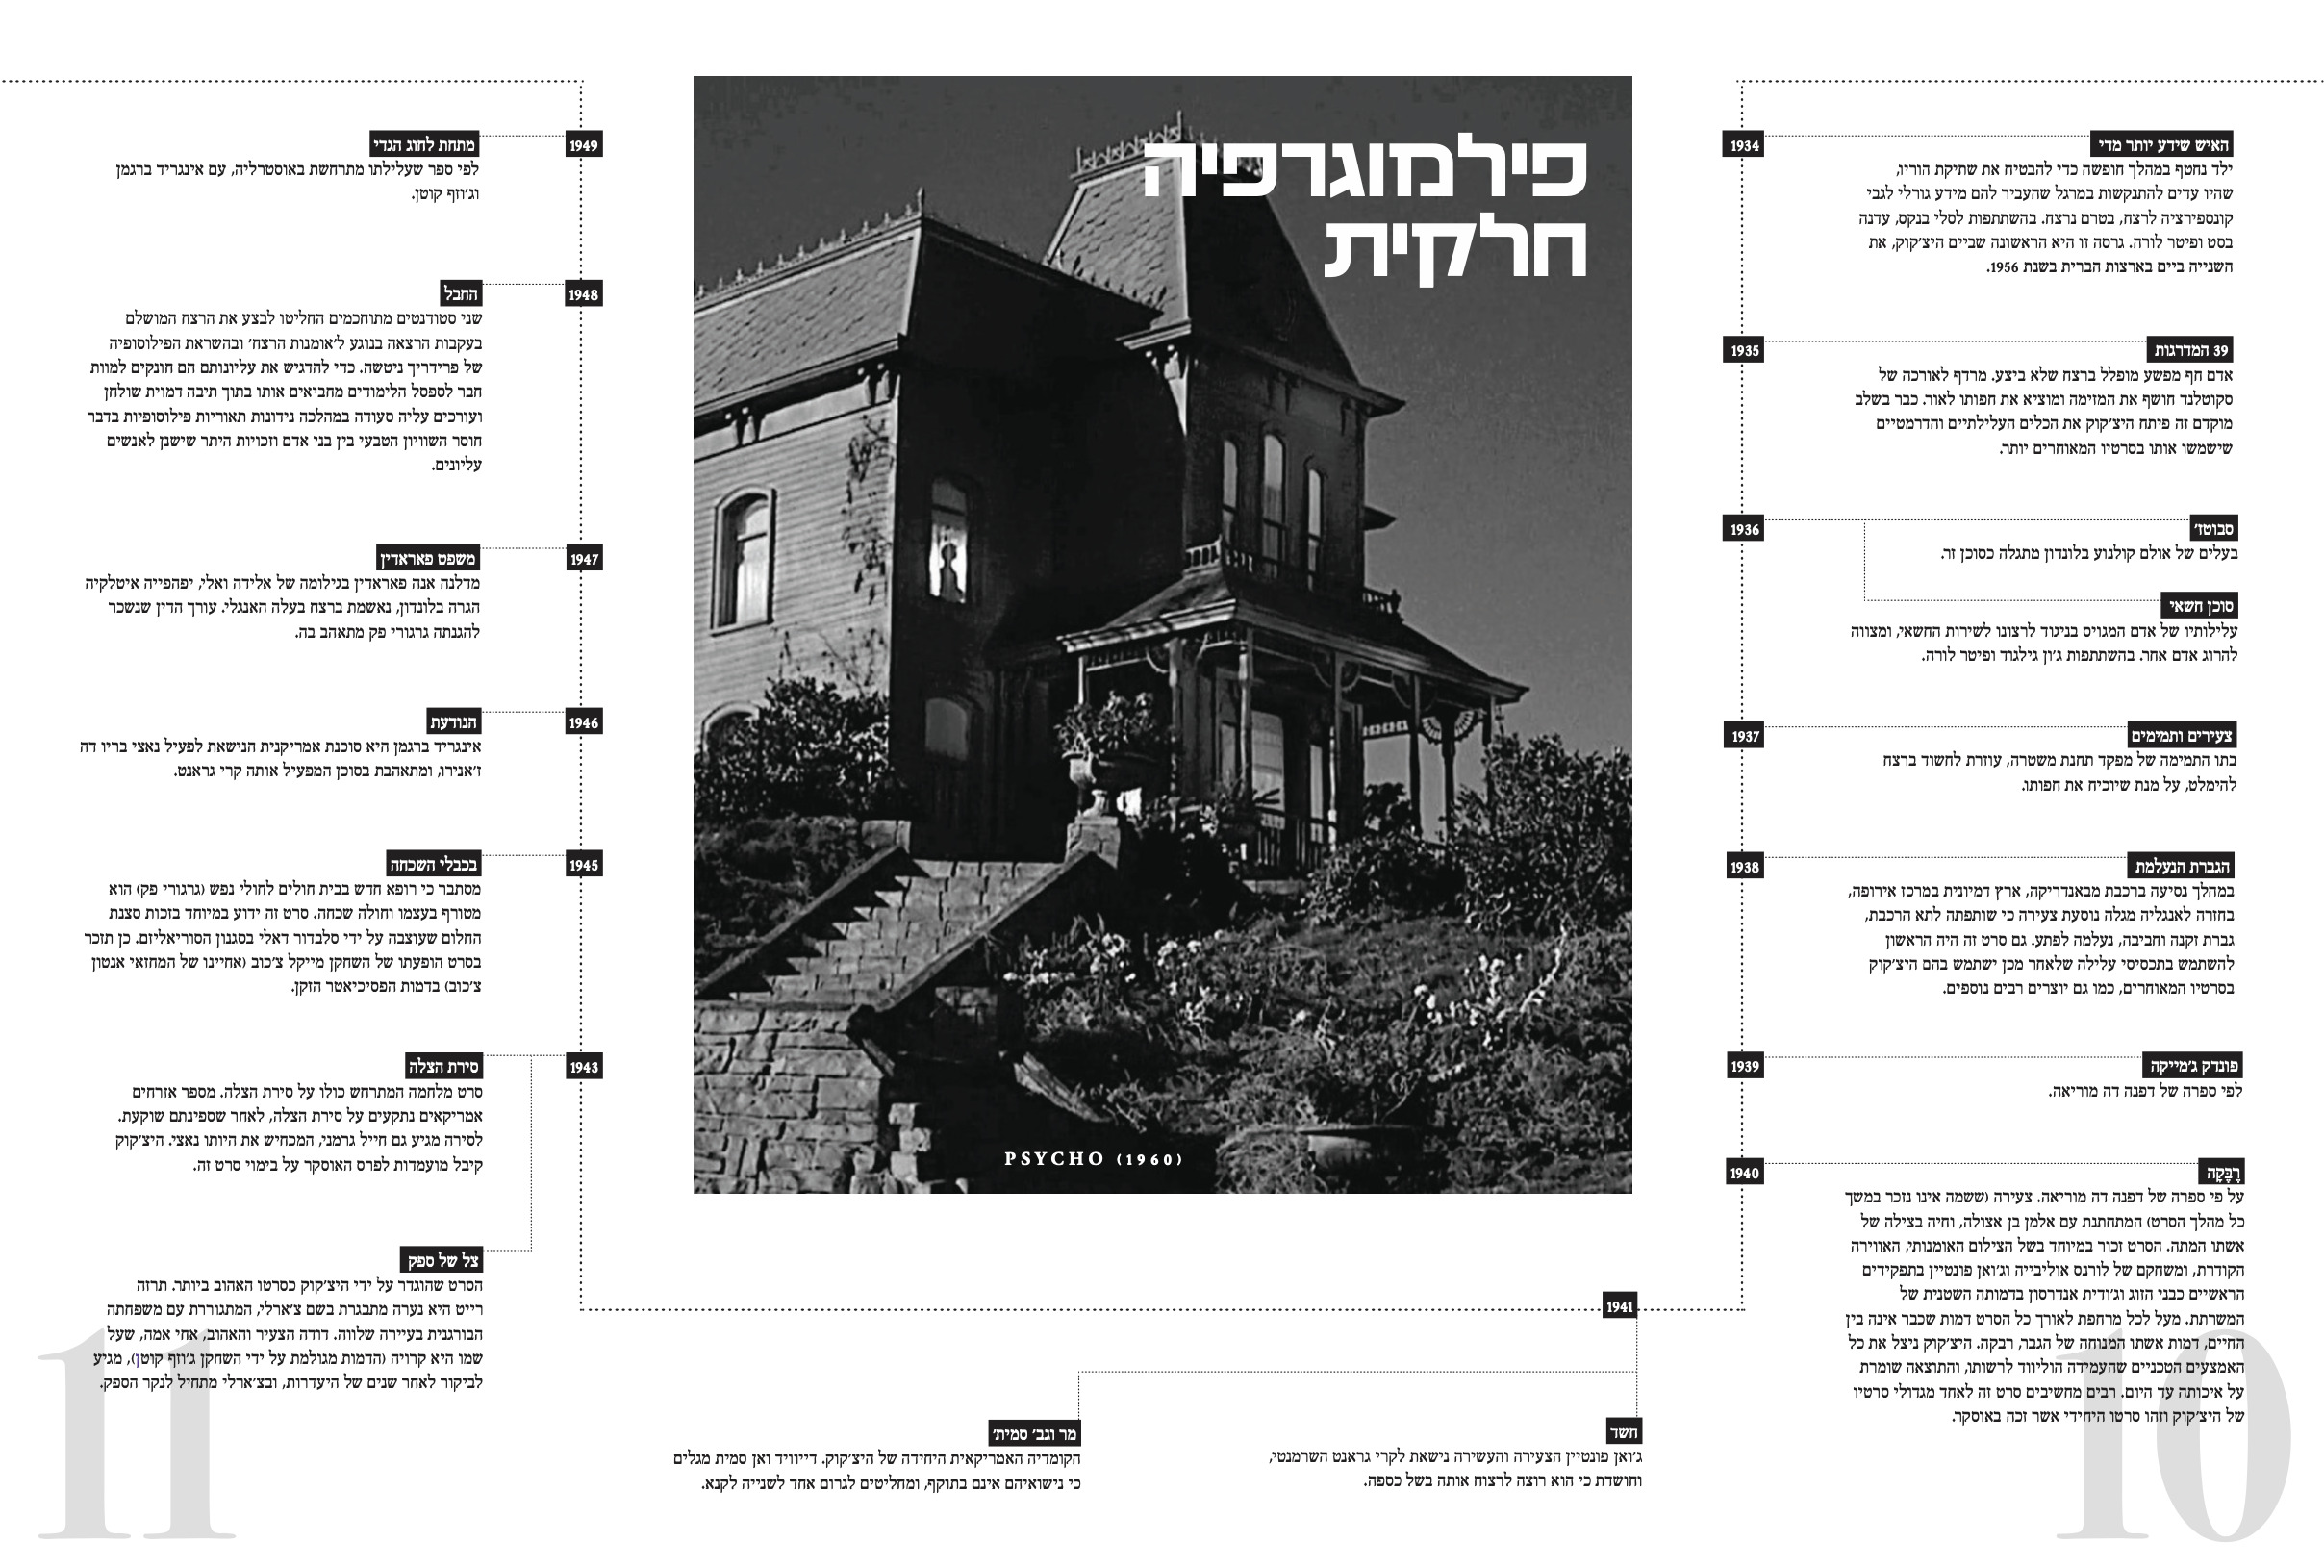 פילמוגרפיה
חלקית
PSYCHO (1960)
1934
האיש שידע יותר מדי
ילד נחטף במהלך חופשה כדי להבטיח את שתיקת הוריו,
שהיו עדים להתנקשות במרגל שהעביר להם מידע גורלי לגבי
קונספירציה לרצח, בטרם נרצח. בהשתתפות לסלי בנקס, עדנה
בסט ופיטר לורה. גרסה זו היא הראשונה שביים היצ'קוק, את
השנייה ביים בארצות הברית בשנת 1956.
1935
39 המדרגות
אדם חף מפשע מופלל ברצח שלא ביצע. מרדף לאורכה של
סקוטלנד חושף את המזימה ומוציא את חפותו לאור. כבר בשלב
מוקדם זה פיתח היצ'קוק את הכלים העלילתיים והדרמטיים
שישמשו אותו בסרטיו המאוחרים יותר.
1936
סבוטז'
בעלים של אולם קולנוע בלונדון מתגלה כסוכן זר.
סוכן חשאי
עלילותיו של אדם המגויס בניגוד לרצונו לשירות החשאי, ומצווה
להרוג אדם אחר. בהשתתפות ג'ון גילגוד ופיטר לורה.
1937
צעירים ותמימים
בתו התמימה של מפקד תחנת משטרה, עוזרת לחשוד ברצח
להימלט, על מנת שיוכיח את חפותו.
1938
הגברת הנעלמת
במהלך נסיעה ברכבת מבאנדריקה, ארץ דמיונית במרכז אירופה,
בחזרה לאנגליה מגלה נוסעת צעירה כי שותפתה לתא הרכבת,
גברת זקנה וחביבה, נעלמה לפתע. גם סרט זה היה הראשון
להשתמש בתכסיסי עלילה שלאחר מכן ישתמש בהם היצ'קוק
בסרטיו המאוחרים, כמו גם יוצרים רבים נוספים.
1939
פונדק ג'מייקה
לפי ספרה של דפנה דה מוריאה.
1940
רֶבֶּקָה
על פי ספרה של דפנה דה מוריאה. צעירה (ששמה אינו נזכר במשך
כל מהלך הסרט) המתחתנת עם אלמן בן אצולה, וחיה בצילה של
אשתו המתה. הסרט זכור במיוחד בשל הצילום האומנותי, האווירה
הקודרת, ומשחקם של לורנס אוליבייה וג'ואן פונטיין בתפקידים
הראשיים כבני הזוג וג'ודית אנדרסון בדמותה השטנית של
המשרתת. מעל לכל מרחפת לאורך כל הסרט דמות שכבר אינה בין
החיים, דמות אשתו המנוחה של הגבר, רבקה. היצ'קוק ניצל את כל
האמצעים הטכניים שהעמידה הוליווד לרשותו, והתוצאה שומרת
על איכותה עד היום. רבים מחשיבים סרט זה לאחד מגדולי סרטיו
של היצ'קוק וזהו סרטו היחידי אשר זכה באוסקר.
10
1941
חשד
ג'ואן פונטיין הצעירה והעשירה נישאת לקרי גראנט השרמנטי,
וחושדת כי הוא רוצה לרצוח אותה בשל כספה.
מר וגב' סמית'
הקומדיה האמריקאית היחידה של היצ'קוק. דייוויד ואן סמית מגלים
כי נישואיהם אינם בתוקף, ומחליטים לגרום אחד לשנייה לקנא.
1949
מתחת לחוג הגדי
לפי ספר שעלילתו מתרחשת באוסטרליה, עם אינגריד ברגמן
וג'וזף קוטן.
1948
החבל
שני סטודנטים מתוחכמים החליטו לבצע את הרצח המושלם
בעקבות הרצאה בנוגע ל'אומנות הרצח' ובהשראת הפילוסופיה
של פרידריך ניטשה. כדי להדגיש את עליונותם הם חונקים למוות
חבר לספסל הלימודים מחביאים אותו בתוך תיבה דמוית שולחן
ועורכים עליה סעודה במהלכה נידונות תאוריות פילוסופיות בדבר
חוסר השוויון הטבעי בין בני אדם וזכויות היתר שישנן לאנשים
עליונים.
1947
משפט פאראדין
מדלנה אנה פאראדין בגילומה של אלידה ואלי, יפהפייה איטלקיה
הגרה בלונדון, נאשמת ברצח בעלה האנגלי. עורך הדין שנשכר
להגנתה גרגורי פק מתאהב בה.
1946
הנודעת
אינגריד ברגמן היא סוכנת אמריקנית הנישאת לפעיל נאצי בריו דה
ז'אנירו, ומתאהבת בסוכן המפעיל אותה קרי גראנט.
1945
בכבלי השכחה
מסתבר כי רופא חדש בבית חולים לחולי נפש (גרגורי פק) הוא
מטורף בעצמו וחולה שכחה. סרט זה ידוע במיוחד בזכות סצנת
החלום שעוצבה על ידי סלבדור דאלי בסגנון הסוריאליזם. כן תזכר
בסרט הופעתו של השחקן מייקל צ'כוב (אחיינו של המחזאי אנטון
צ'כוב) בדמות הפסיכיאטר הזקן.
1943
סירת הצלה
סרט מלחמה המתרחש כולו על סירת הצלה. מספר אזרחים
אמריקאים נתקעים על סירת הצלה, לאחר שספינתם שוקעת.
לסירה מגיע גם חייל גרמני, המכחיש את היותו נאצי. היצ'קוק
קיבל מועמדות לפרס האוסקר על בימוי סרט זה.
צל של ספק
הסרט שהוגדר על ידי היצ'קוק כסרטו האהוב ביותר. תרזה
רייט היא נערה מתבגרת בשם צ'ארלי, המתגוררת עם משפחתה
הבורגנית בעיירה שלווה. דודה הצעיר והאהוב, אחי אמה, שעל
שמו היא קרויה (הדמות מגולמת על ידי השחקן ג'וזף קוטן), מגיע
לביקור לאחר שנים של היעדרות, ובצ'ארלי מתחיל לנקר הספק.
11